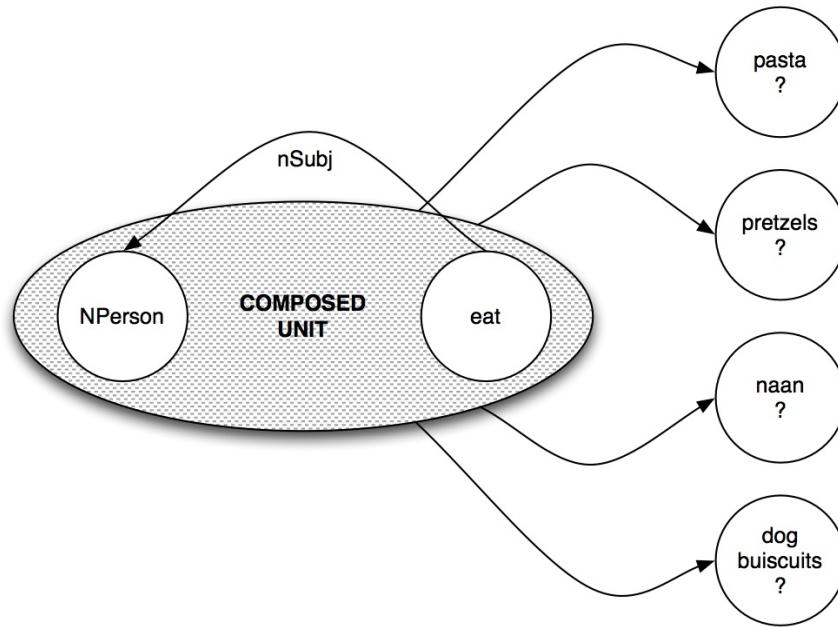 pasta
?
nSubj
pretzels
?
NPerson
COMPOSED
UNIT
eat
naan
?
dog
buiscuits
?